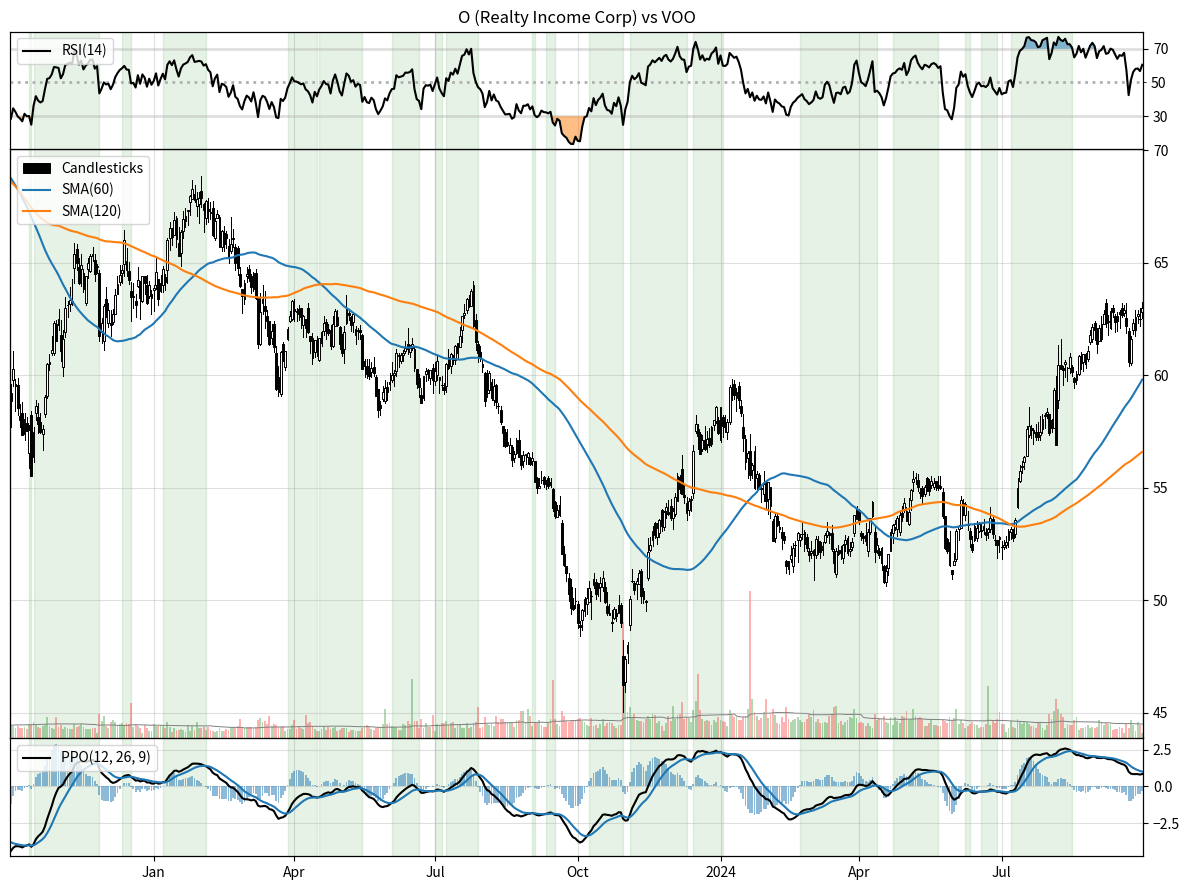 O (Realty Income Corp) vs VOO
RSI(14)
70
50
30
70
Candlesticks
SMA(60)
SMA(120)
65
60
55
50
45
PPO(12, 26, 9)
2.5
0.0
−2.5
Jan Apr Jul Oct 2024 Apr Jul